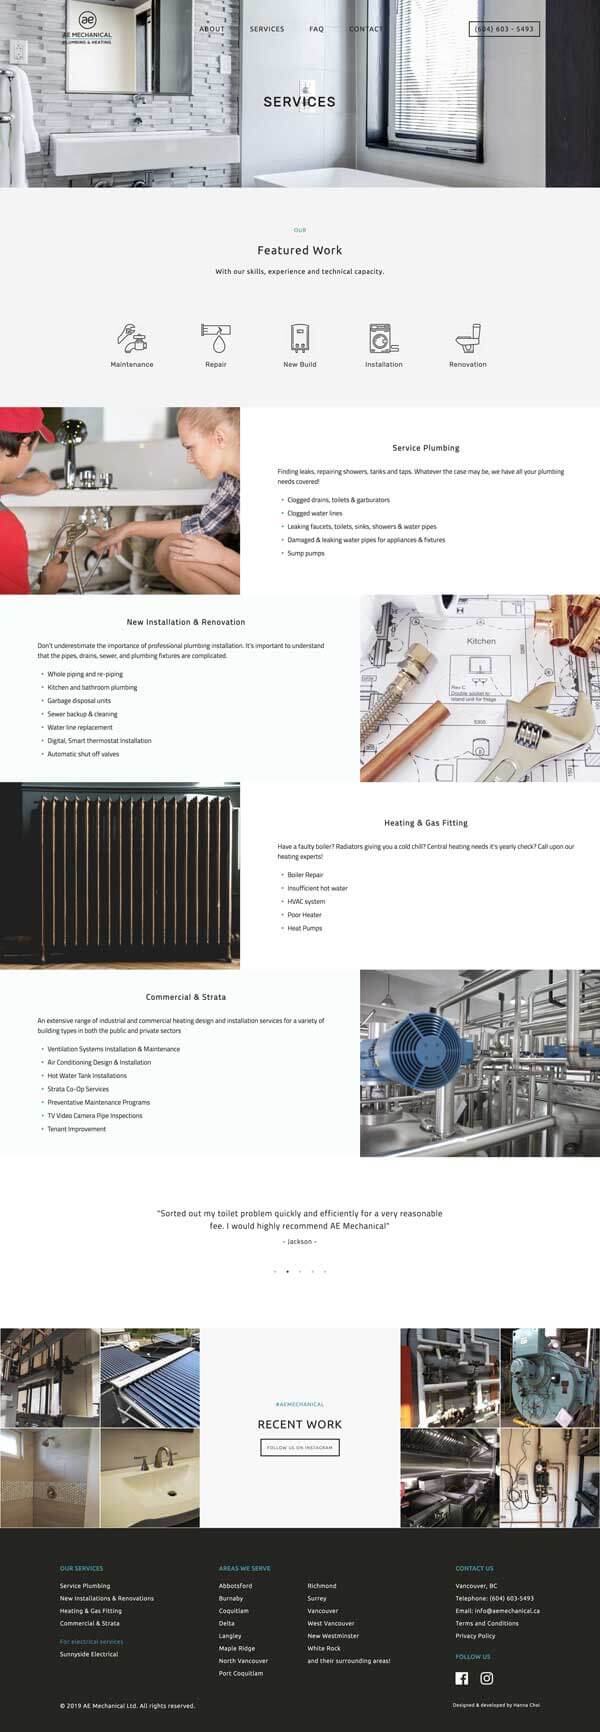 ae
AE MECHANICAL
PLUMBING & HEATING
ABOUT
SERVICES
FAQ
CONTACT
(604) 603 - 5493
SERVICES
OUR
Featured Work
With our skills, experience and technical capacity.
Maintenance
Repair
New Build
Installation
Renovation
Service Plumbing
Finding leaks, repairing showers, tanks and taps. Whatever the case may be, we have all your plumbing
needs covered!
Clogged drains, toilets & garburators
Clogged water lines
Leaking faucets, toilets, sinks, showers & water pipes
Damaged & leaking water pipes for appliances & fixtures
Sump pumps
New Installation & Renovation
Don't underestimate the importance of professional plumbing installation. It's important to understand
that the pipes, drains, sewer, and plumbing fixtures are complicated.
Whole piping and re-piping
Kitchen and bathroom plumbing
Garbage disposal units
Sewer backup & cleaning
Water line replacement
Digital, Smart thermostat Installation
Automatic shut off valves
Kitchen
Rev C
Double socket to
island unit for fridge
5300
Heating & Gas Fitting
Have a faulty boiler? Radiators giving you a cold chill? Central heating needs it's yearly check? Call upon our
heating experts!
Boiler Repair
Insufficient hot water
HVAC system
Poor Heater
Heat Pumps
Commercial & Strata
An extensive range of industrial and commercial heating design and installation services for a variety of
building types in both the public and private sectors
Ventilation Systems Installation & Maintenance
Air Conditioning Design & Installation
Hot Water Tank Installations
Strata Co-Op Services
Preventative Maintenance Programs
TV Video Camera Pipe Inspections
Tenant Improvement
"Sorted out my toilet problem quickly and efficiently for a very reasonable
fee. I would highly recommend AE Mechanical"
- Jackson -
#AEMECHANICAL
RECENT WORK
FOLLOW US ON INSTAGRAM
OUR SERVICES
Service Plumbing
New Installations & Renovations
Heating & Gas Fitting
Commercial & Strata
For electrical services
Sunnyside Electrical
AREAS WE SERVE
Abbotsford
Burnaby
Coquitlam
Delta
Langley
Maple Ridge
North Vancouver
Port Coquitlam
Richmond
Surrey
Vancouver
West Vancouver
New Westminster
White Rock
and their surrounding areas!
CONTACT US
Vancouver, BC
Telephone: (604) 603-5493
Email: info@aemechanical.ca
Terms and Conditions
Privacy Policy
FOLLOW US
© 2019 AE Mechanical Ltd. All rights reserved.
Designed & developed by Hanna Choi